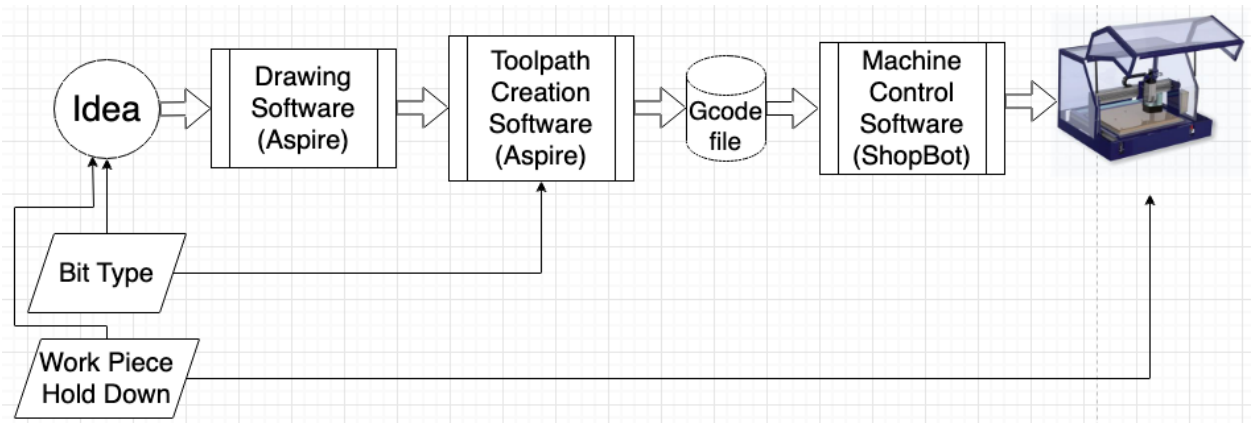 Idea
Drawing
Software
(Aspire)
Toolpath
Creation
Software
(Aspire)
Gcode
file
Machine
Control
Software
(ShopBot)
Bit Type
Work Piece
Hold Down